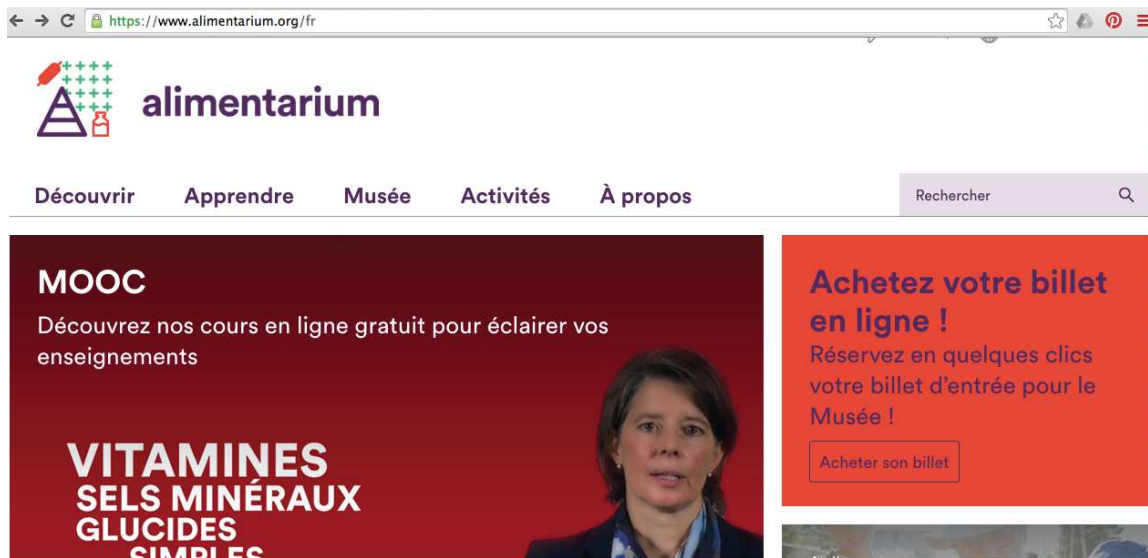 https://www.alimentarium.org/fr
alimentarium
Découvrir Apprendre Musée Activités À propos
Rechercher
MOOC
Découvrez nos cours en ligne gratuit pour éclairer vos
enseignements
VITAMINES
SELS MINÉRAUX
GLUCIDES
SIMPLES
Achetez votre billet
en ligne !
Réservez en quelques clics
votre billet d'entrée pour le
Musée !
Acheter son billet